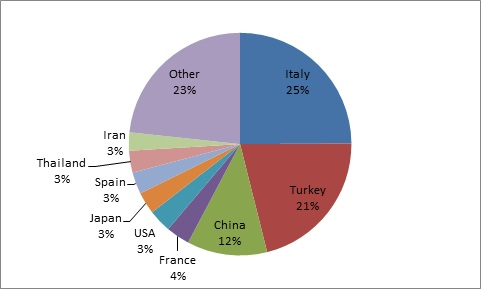 Italy
25%
Turkey
21%
China
12%
France
4%
USA
3%
Japan
3%
Spain
3%
Thailand
3%
Iran
3%
Other
23%